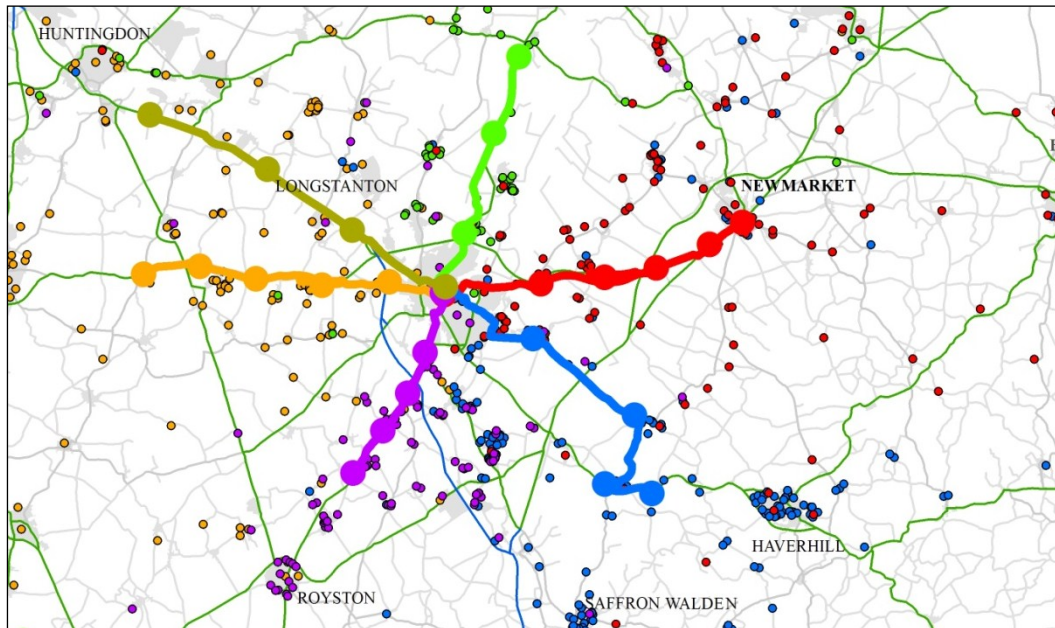 HUNTINGDON
LONGSTANTON
NEWMARKET
HAVERHILL
ROYSTON
SAFFRON WALDEN